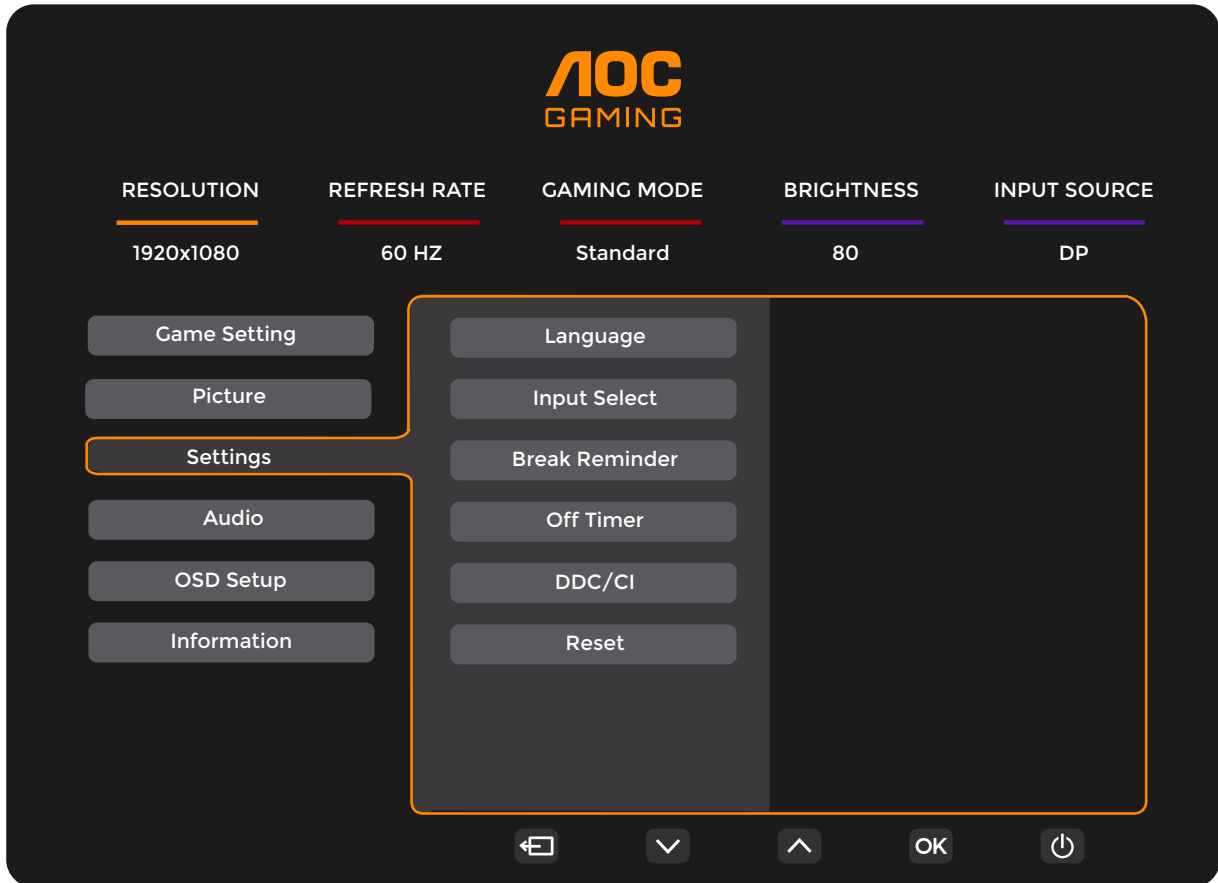 AOC
GAMING
RESOLUTION REFRESH RATE GAMING MODE BRIGHTNESS INPUT SOURCE
1920x1080 60 HZ Standard 80 DP
Game Setting
Picture
Settings
Audio
OSD Setup
Information
Language
Input Select
Break Reminder
Off Timer
DDC/CI
Reset
OK